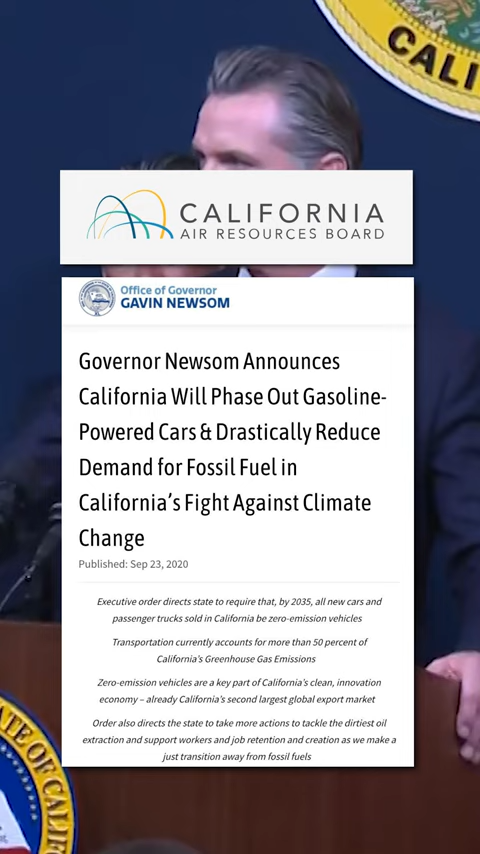 CALI
CALIFORNIA
AIR RESOURCES BOARD
Office of Governor
GAVIN NEWSOM
Governor Newsom Announces
California Will Phase Out Gasoline-
Powered Cars & Drastically Reduce
Demand for Fossil Fuel in
California’s Fight Against Climate
Change
Published: Sep 23, 2020
Executive order directs state to require that, by 2035, all new cars and
passenger trucks sold in California be zero-emission vehicles
Transportation currently accounts for more than 50 percent of
California’s Greenhouse Gas Emissions
Zero-emission vehicles are a key part of California’s clean, innovation
economy – already California’s second largest global export market
Order also directs the state to take more actions to tackle the dirtiest oil
extraction and support workers and job retention and creation as we make a
just transition away from fossil fuels
TE OF CALIFO